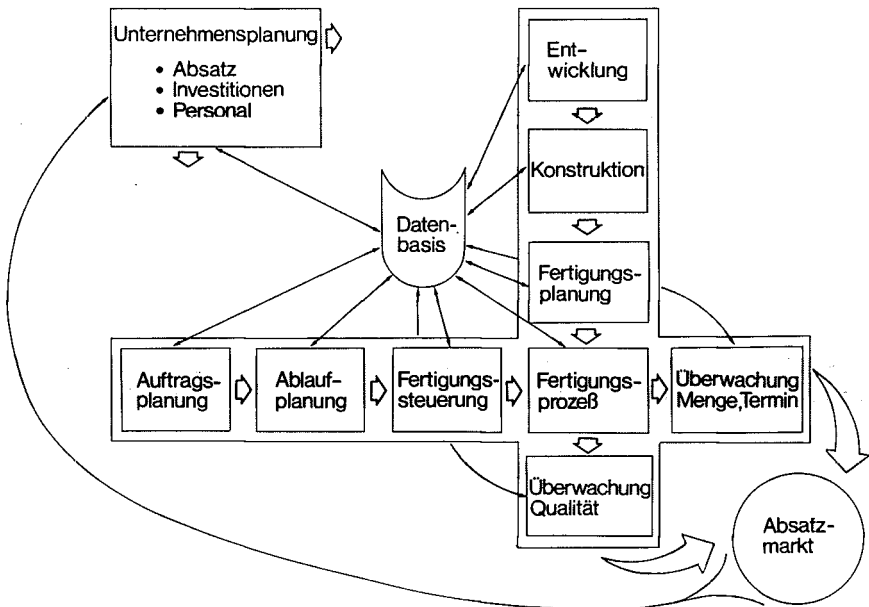 Unternehmensplanung
• Absatz
• Investitionen
• Personal
Ent-
wicklung
Konstruktion
Daten-
basis
Fertigungs-
planung
Auftrags-
planung
Ablauf-
planung
Fertigungs-
steuerung
Fertigungs-
prozeß
Überwachung
Menge,Termin
Überwachung
Qualität
Absatz-
markt